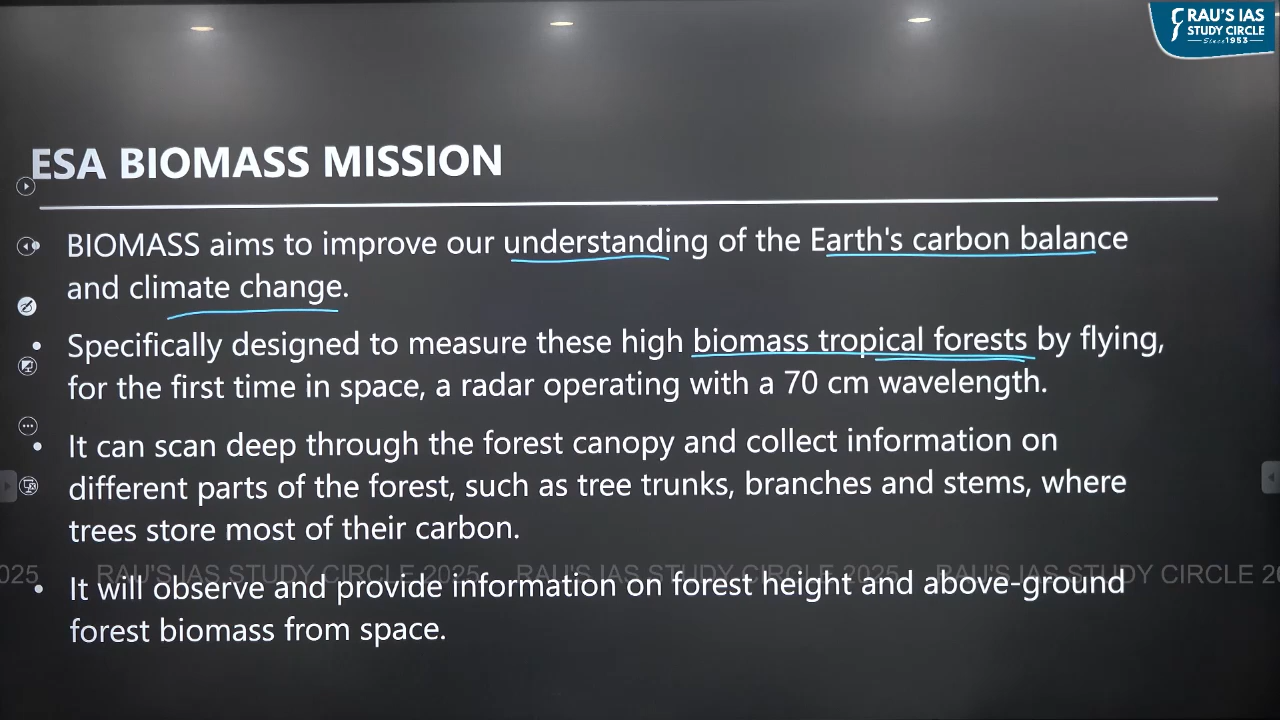 RAU'S IAS
STUDY CIRCLE
Since 1953
ESA BIOMASS MISSION
BIOMASS aims to improve our understanding of the Earth's carbon balance
and climate change.
• Specifically designed to measure these high biomass tropical forests by flying,
for the first time in space, a radar operating with a 70 cm wavelength.
• It can scan deep through the forest canopy and collect information on
different parts of the forest, such as tree trunks, branches and stems, where
trees store most of their carbon.
025 RAU'S IAS STUDY CIRCLE 2025 RAU'S IAS STUDY CIRCLE 2025 RAU'S IAS STUDY CIRCLE 20
• It will observe and provide information on forest height and above-ground
forest biomass from space.